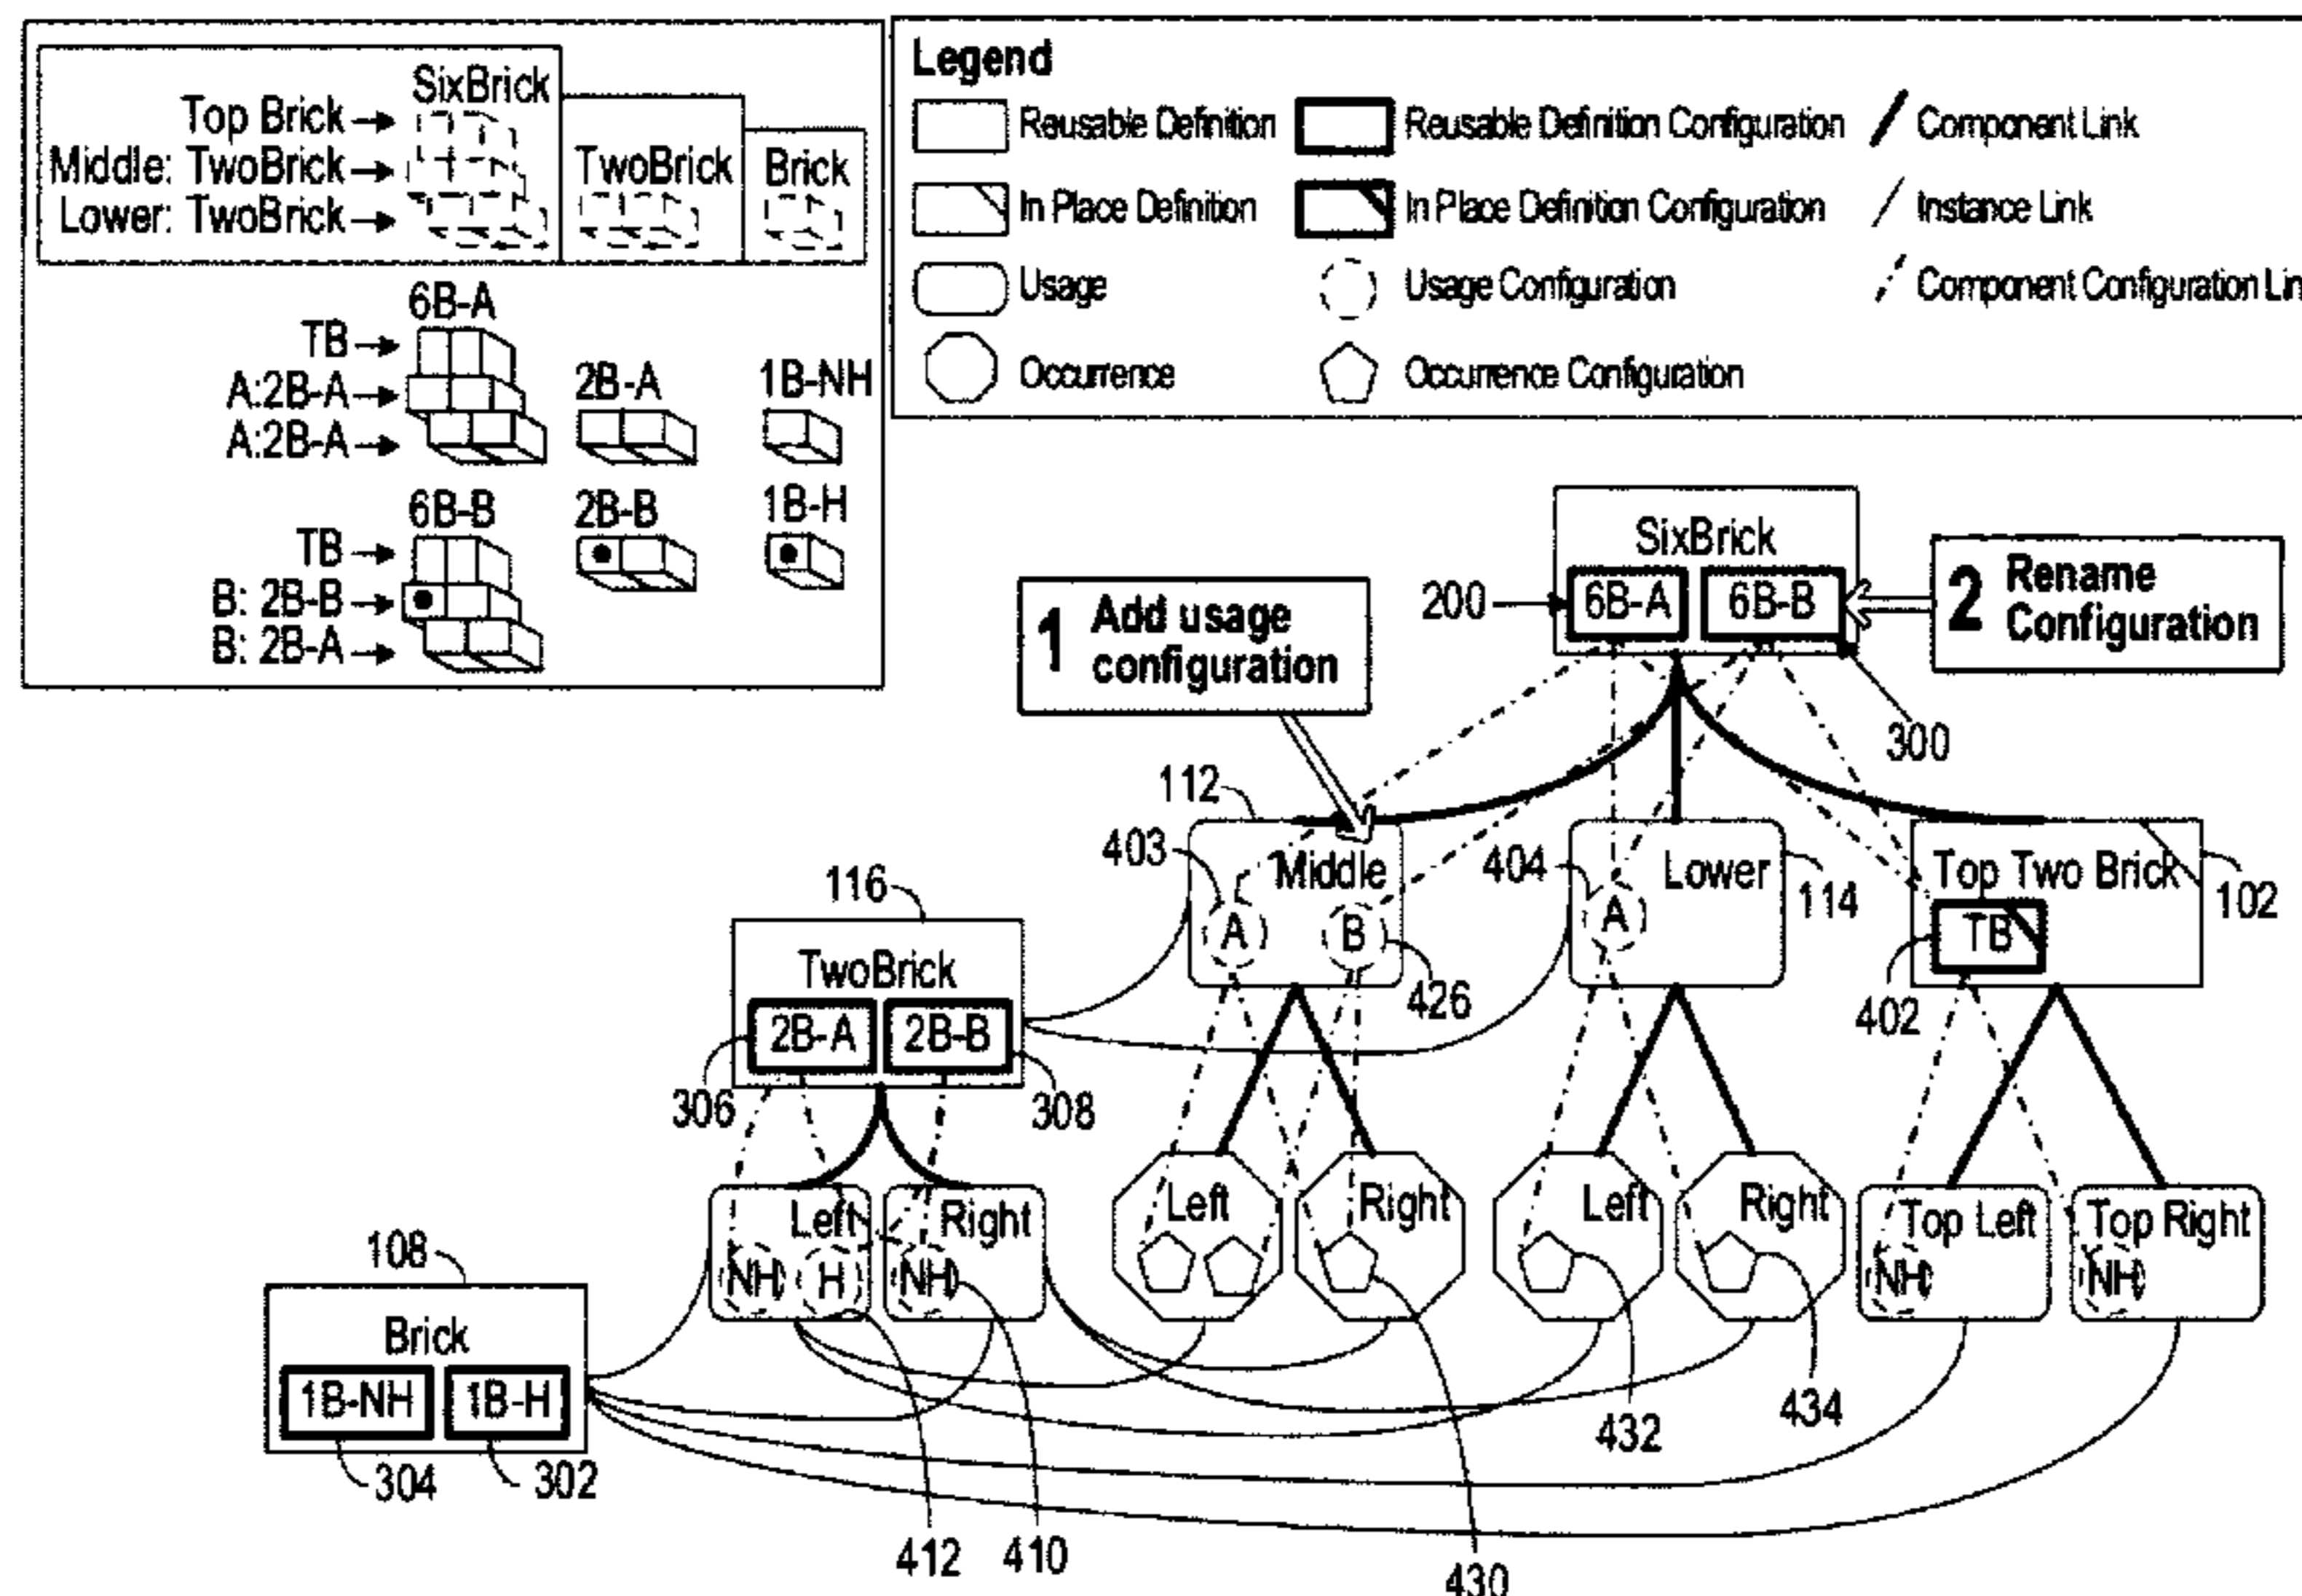 SixBrick
Top Brick
Middle: TwoBrick
Lower: TwoBrick
TwoBrick
Brick
6B-A
TB
A:2B-A
A:2B-A
2B-A
1B-NH
6B-B
TB
B: 2B-B
B: 2B-A
2B-B
1B-H
Legend
Reusable Definition
Reusable Definition Configuration
Component Link
In Place Definition
In Place Definition Configuration
Instance Link
Usage
Usage Configuration
Component Configuration Lin
Occurrence
Occurrence Configuration
SixBrick
200
6B-A
6B-B
300
1 Add usage
configuration
2 Rename
Configuration
112
403
Middle
A
B
426
404
Lower
A
114
Top Two Brick
TB
102
402
116
TwoBrick
2B-A
2B-B
306
308
Left
NH
H
Right
NH
Left
Right
Left
Right
Top Left
NH
Top Right
NH
108
Brick
1B-NH
1B-H
304
302
412
410
430
432
434